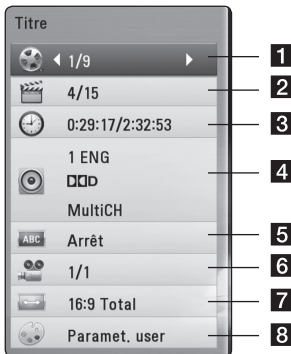 Titre
1/9
1
4/15
2
0:29:17/2:32:53
3
1 ENG
D
MultiCH
4
ABC
Arrêt
5
1/1
6
16:9 Total
7
Paramet. user
8